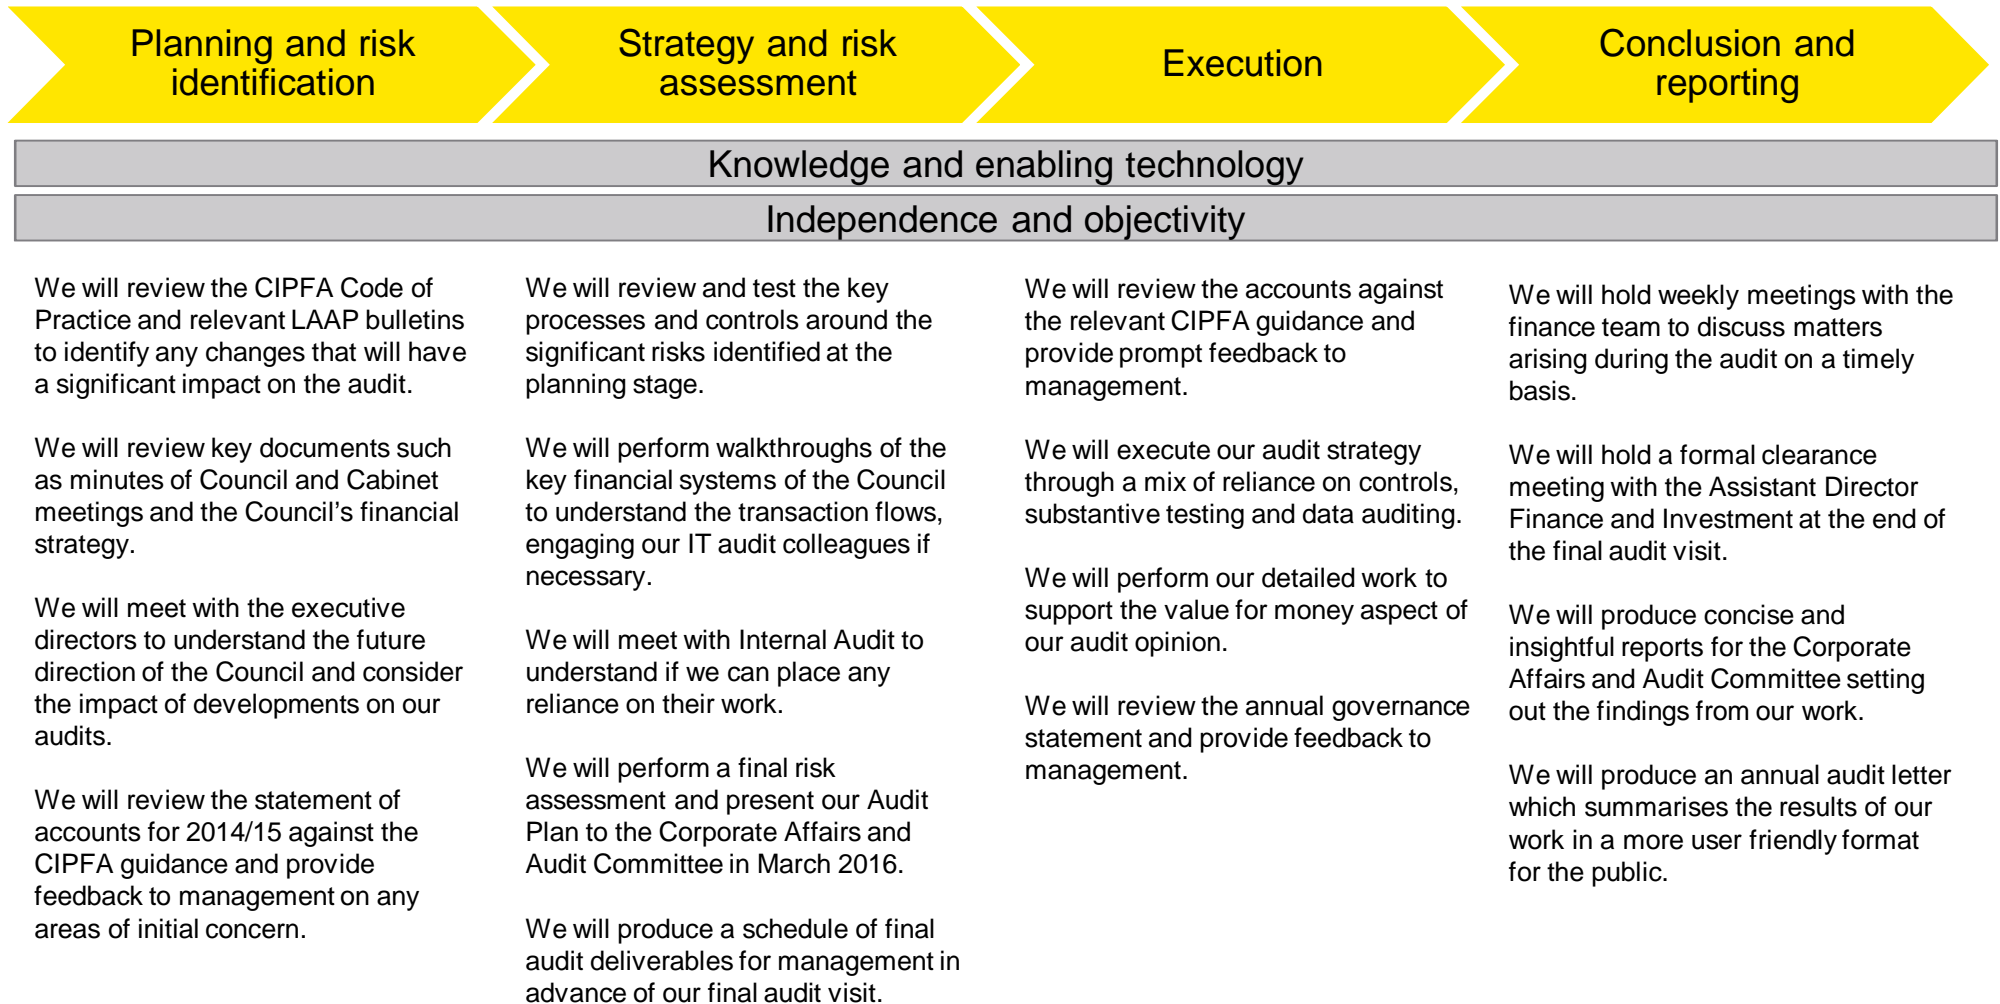 Planning and risk
identification
Strategy and risk
assessment
Execution
Conclusion and
reporting
Knowledge and enabling technology
Independence and objectivity
We will review the CIPFA Code of
Practice and relevant LAAP bulletins
to identify any changes that will have
a significant impact on the audit.
We will review key documents such
as minutes of Council and Cabinet
meetings and the Council's financial
strategy.
We will meet with the executive
directors to understand the future
direction of the Council and consider
the impact of developments on our
audits.
We will review the statement of
accounts for 2014/15 against the
CIPFA guidance and provide
feedback to management on any
areas of initial concern.
We will review and test the key
processes and controls around the
significant risks identified at the
planning stage.
We will perform walkthroughs of the
key financial systems of the Council
to understand the transaction flows,
engaging our IT audit colleagues if
necessary.
We will meet with Internal Audit to
understand if we can place any
reliance on their work.
We will perform a final risk
assessment and present our Audit
Plan to the Corporate Affairs and
Audit Committee in March 2016.
We will produce a schedule of final
audit deliverables for management in
advance of our final audit visit.
We will review the accounts against
the relevant CIPFA guidance and
provide prompt feedback to
management.
We will execute our audit strategy
through a mix of reliance on controls,
substantive testing and data auditing.
We will perform our detailed work to
support the value for money aspect of
our audit opinion.
We will review the annual governance
statement and provide feedback to
management.
We will hold weekly meetings with the
finance team to discuss matters
arising during the audit on a timely
basis.
We will hold a formal clearance
meeting with the Assistant Director
Finance and Investment at the end of
the final audit visit.
We will produce concise and
insightful reports for the Corporate
Affairs and Audit Committee setting
out the findings from our work.
We will produce an annual audit letter
which summarises the results of our
work in a more user friendly format
for the public.